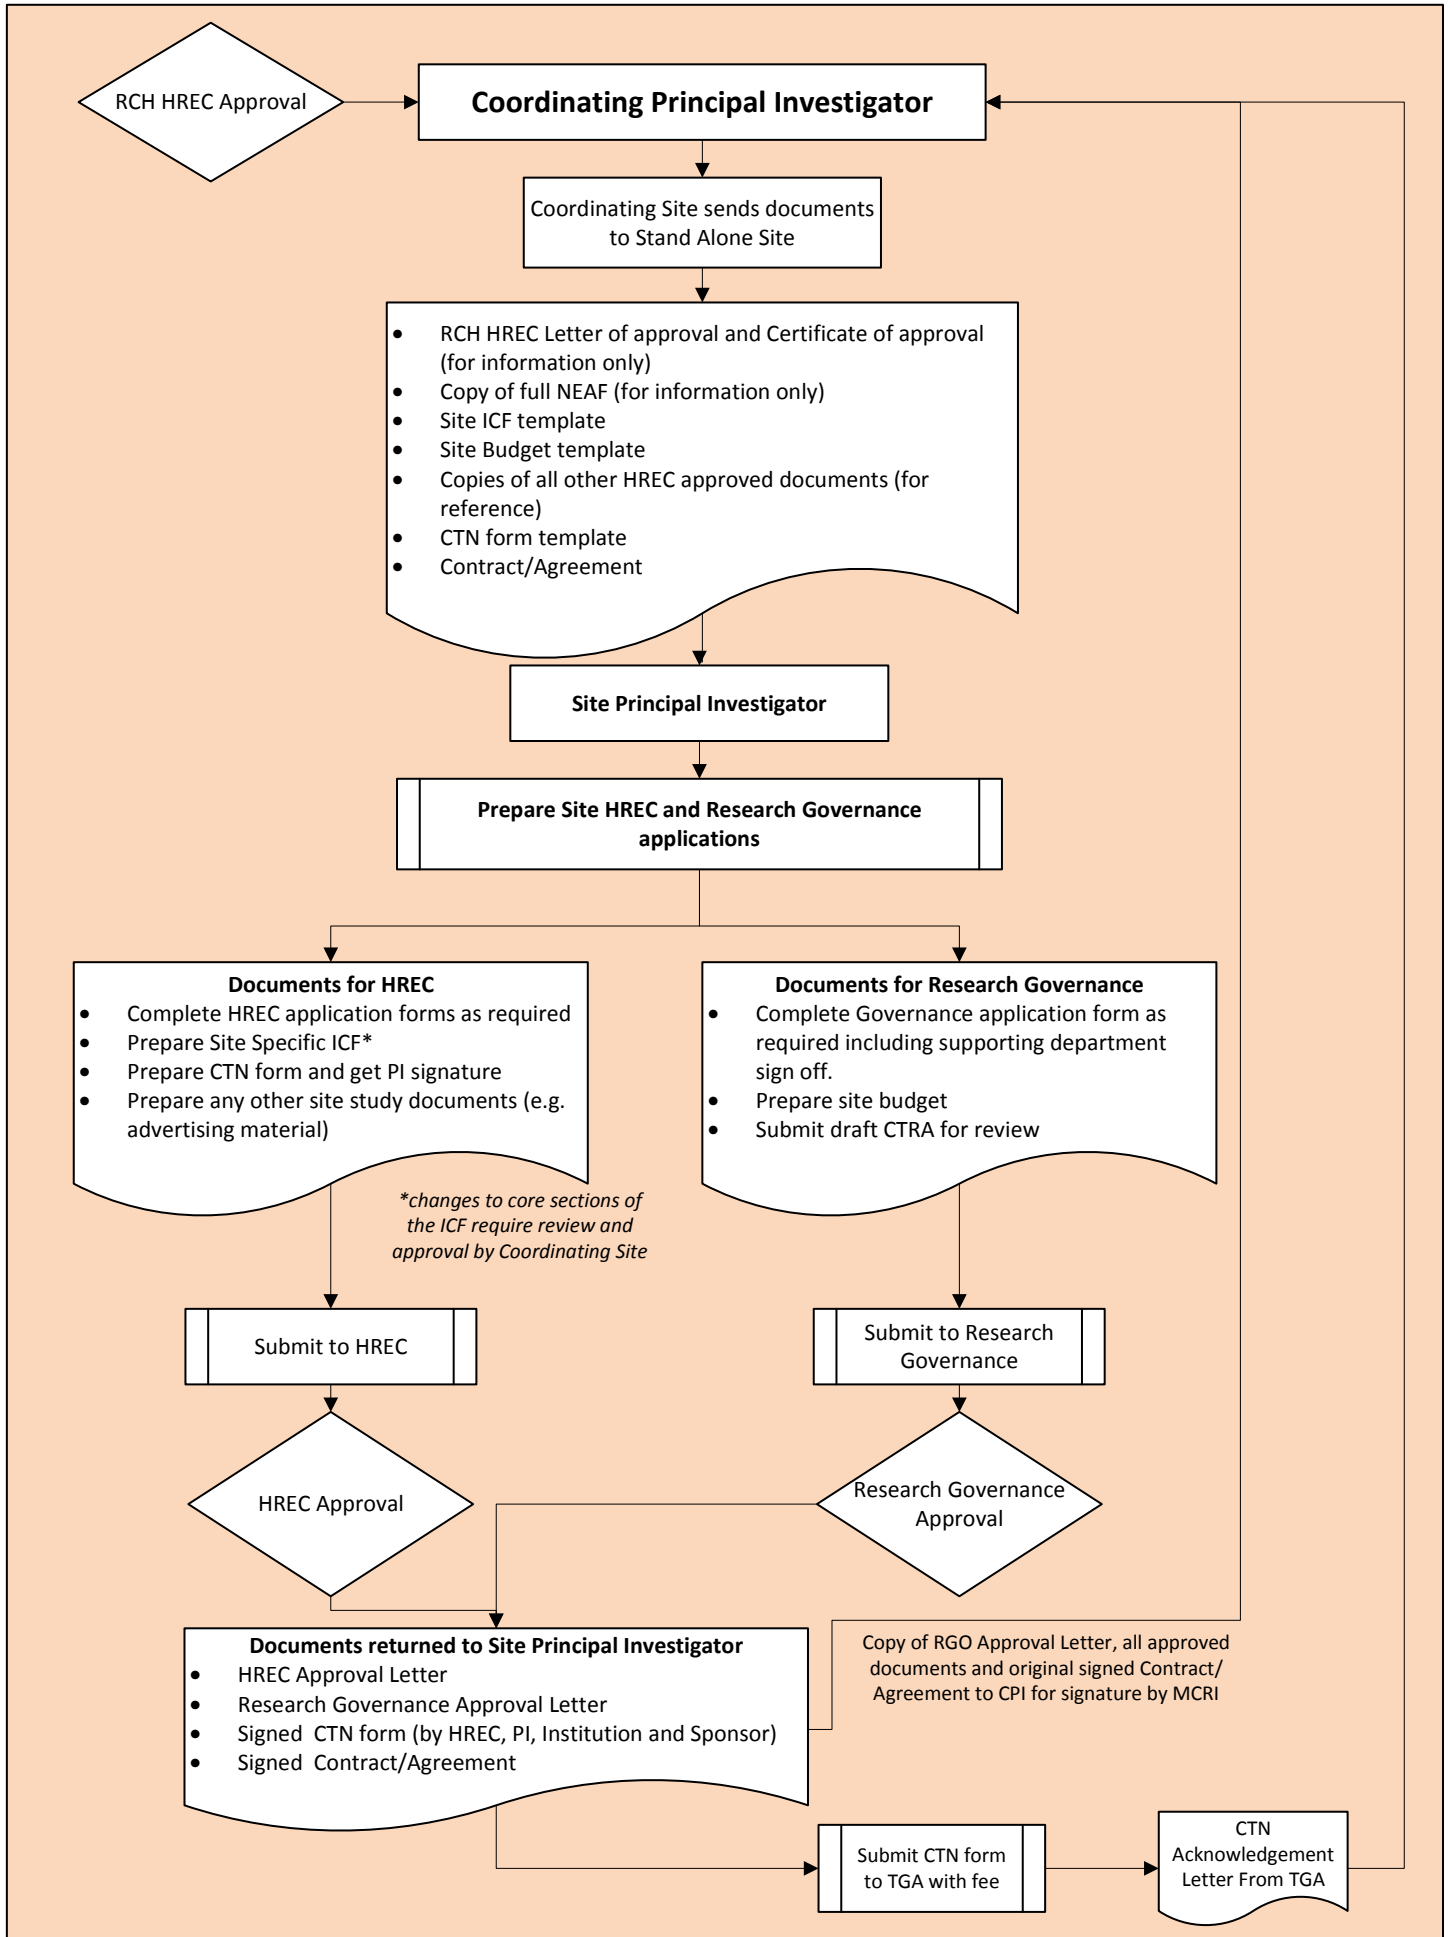 RCH HREC Approval
Coordinating Principal Investigator
Coordinating Site sends documents
to Stand Alone Site
• RCH HREC Letter of approval and Certificate of approval
(for information only)
• Copy of full NEAF (for information only)
• Site ICF template
• Site Budget template
• Copies of all other HREC approved documents (for
reference)
• CTN form template
• Contract/Agreement
Site Principal Investigator
Prepare Site HREC and Research Governance
applications
Documents for HREC
• Complete HREC application forms as required
• Prepare Site Specific ICF*
• Prepare CTN form and get PI signature
• Prepare any other site study documents (e.g.
advertising material)
Documents for Research Governance
• Complete Governance application form as
required including supporting department
sign off.
• Prepare site budget
• Submit draft CTRA for review
*changes to core sections of
the ICF require review and
approval by Coordinating Site
Submit to HREC
Submit to Research
Governance
HREC Approval
Research Governance
Approval
Documents returned to Site Principal Investigator
• HREC Approval Letter
• Research Governance Approval Letter
• Signed CTN form (by HREC, PI, Institution and Sponsor)
• Signed Contract/Agreement
Copy of RGO Approval Letter, all approved
documents and original signed Contract/
Agreement to CPI for signature by MCRI
Submit CTN form
to TGA with fee
CTN
Acknowledgement
Letter From TGA